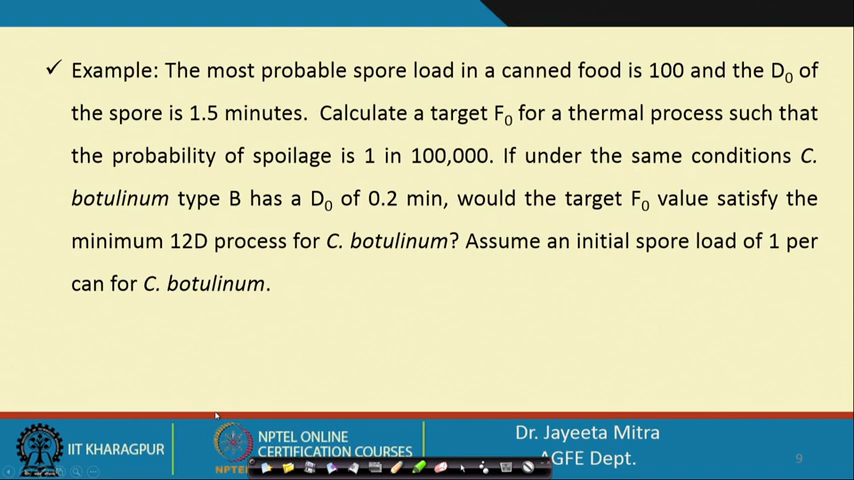 ✓ Example: The most probable spore load in a canned food is 100 and the D0 of
the spore is 1.5 minutes. Calculate a target F0 for a thermal process such that
the probability of spoilage is 1 in 100,000. If under the same conditions C.
botulinum type B has a D0 of 0.2 min, would the target F0 value satisfy the
minimum 12D process for C. botulinum? Assume an initial spore load of 1 per
can for C. botulinum.
IIT KHARAGPUR
NPTEL
NPTEL ONLINE
CERTIFICATION COURSES
Dr. Jayeeta Mitra
AGFE Dept.
9